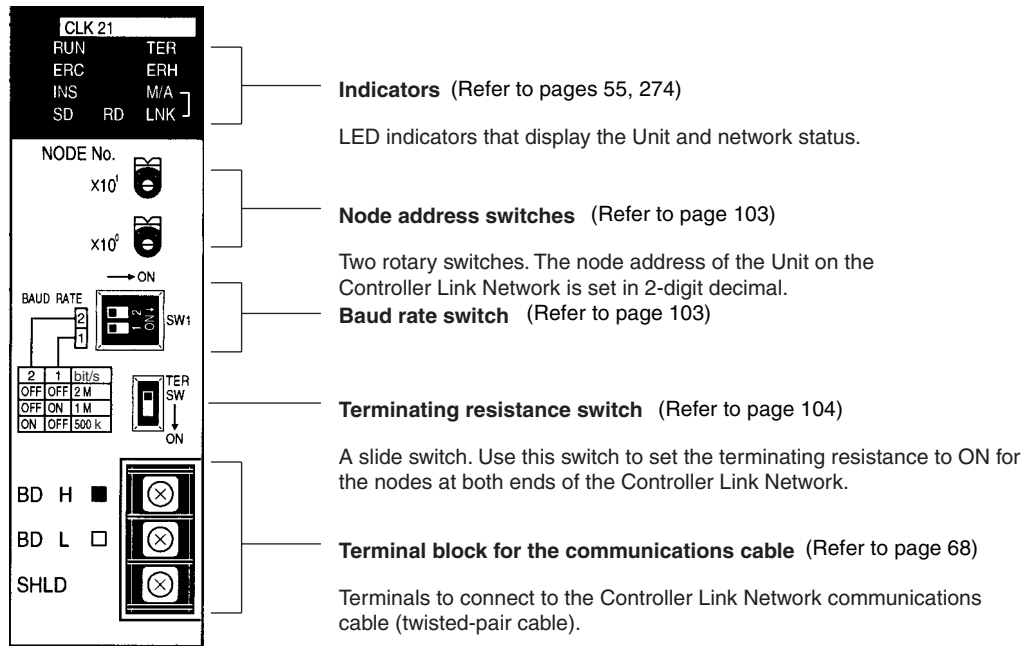 CLK 21
RUN TER
ERC ERH
INS M/A
SD RD LNK
NODE No.
X10¹
X10⁰
→ ON
BAUD RATE
2
1
1 2
ON↓
SW1
2 1 bit/s
OFF OFF 2 M
OFF ON 1 M
ON OFF 500 k
TER
SW
↓
ON
BD H ■
BD L □
SHLD
Indicators (Refer to pages 55, 274)
LED indicators that display the Unit and network status.
Node address switches (Refer to page 103)
Two rotary switches. The node address of the Unit on the
Controller Link Network is set in 2-digit decimal.
Baud rate switch (Refer to page 103)
Terminating resistance switch (Refer to page 104)
A slide switch. Use this switch to set the terminating resistance to ON for
the nodes at both ends of the Controller Link Network.
Terminal block for the communications cable (Refer to page 68)
Terminals to connect to the Controller Link Network communications
cable (twisted-pair cable).